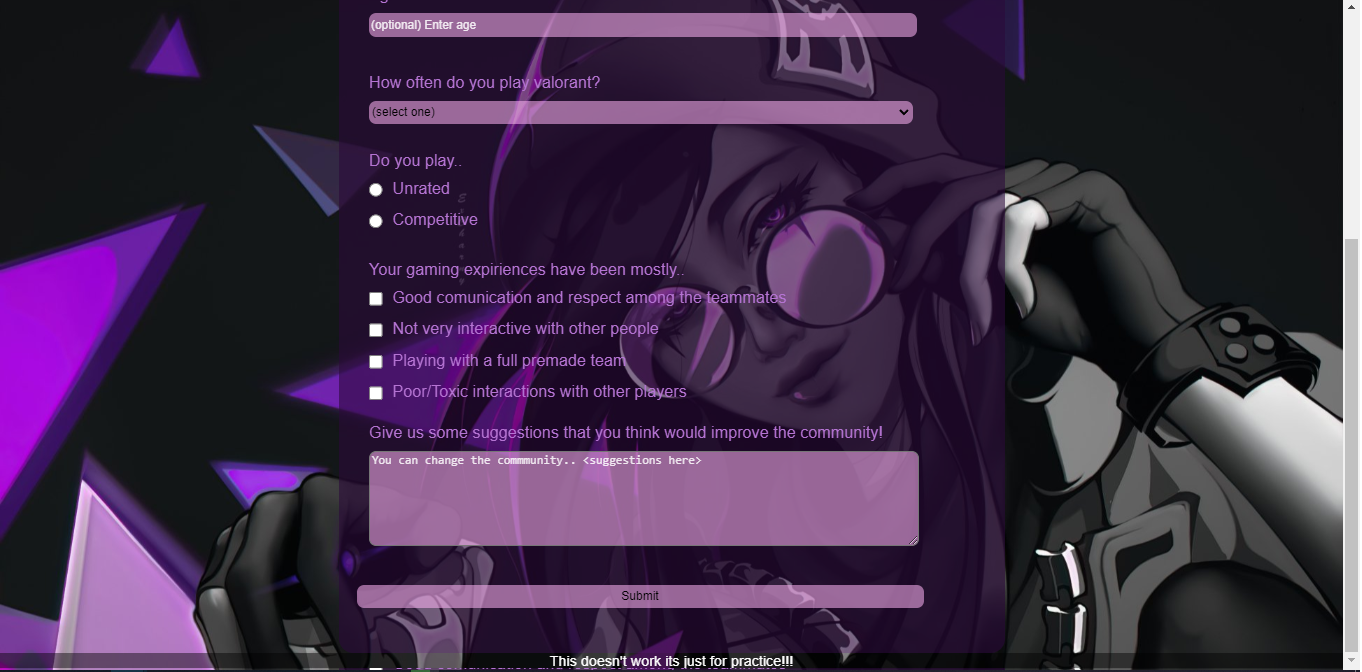 (optional) Enter age
How often do you play valorant?
(select one)
Do you play..
Unrated
Competitive
Your gaming expiriences have been mostly..
Good comunication and respect among the teammates
Not very interactive with other people
Playing with a full premade team
Poor/Toxic interactions with other players
Give us some suggestions that you think would improve the community!
You can change the commmunity.. <suggestions here>
Submit
This doesn't work its just for practice!!!